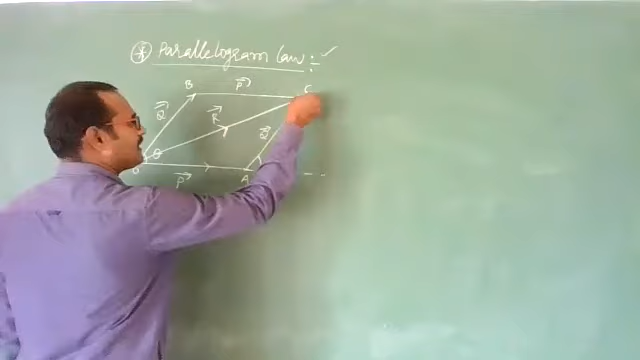 * Parallelogram Law :- ✓
B P⃗ C
Q⃗ R⃗ Q⃗
θ
O P⃗ A